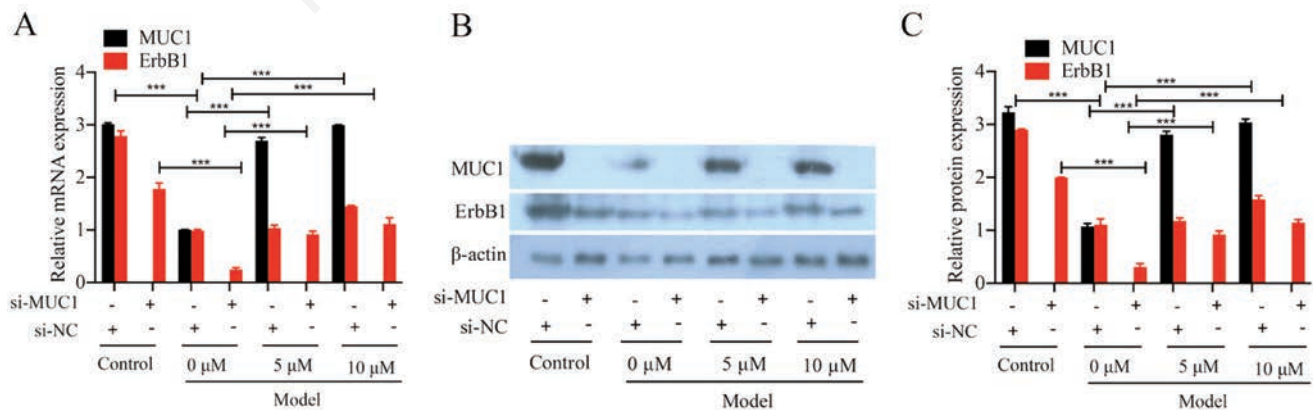 A
MUC1
ErbB1
Relative mRNA expression
4
3
2
1
0
*** *** *** *** ***
***
si-MUC1 - + - + - + - +
si-NC + - + - + - + -
Control 0 μM 5 μM 10 μM
Model
B
MUC1
ErbB1
β-actin
si-MUC1 - + - + - + - +
si-NC + - + - + - + -
Control 0 μM 5 μM 10 μM
Model
C
MUC1
ErbB1
Relative protein expression
4
3
2
1
0
*** *** *** *** ***
***
si-MUC1 - + - + - + - +
si-NC + - + - + - + -
Control 0 μM 5 μM 10 μM
Model